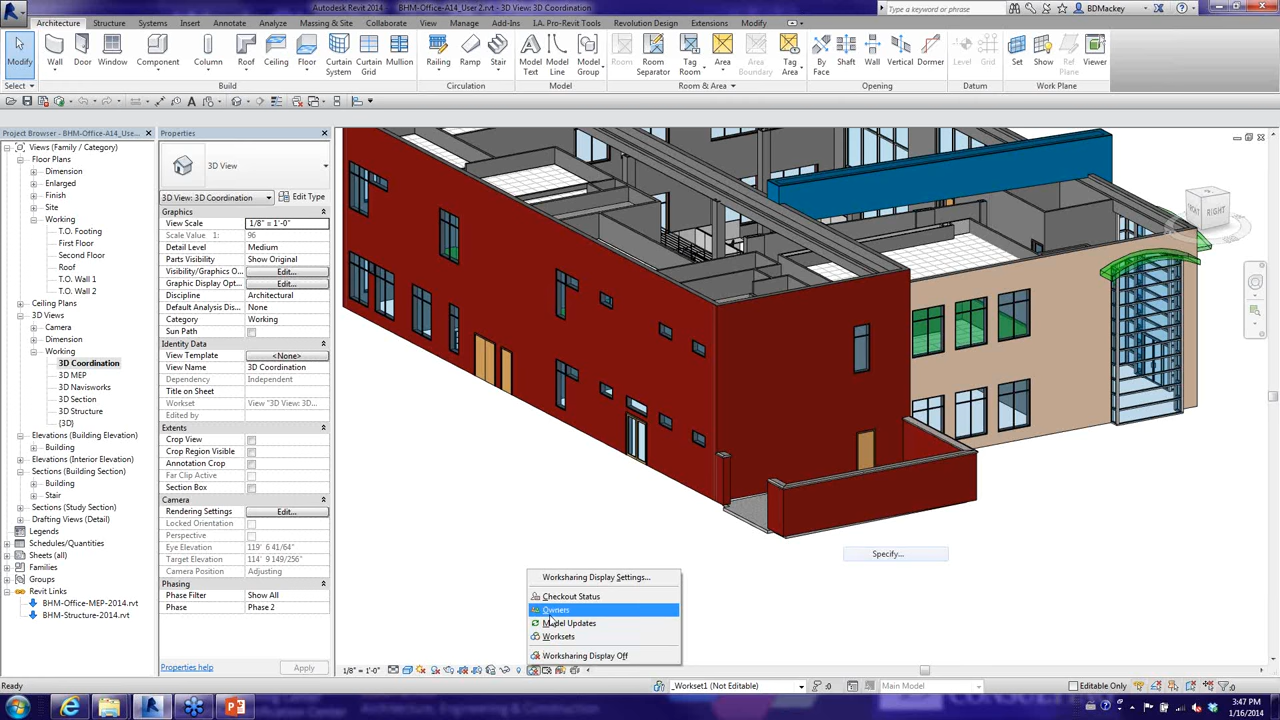 Autodesk Revit 2014
BHM-Office-A14_User 2.rvt - 3D View: 3D Coordination
Type a keyword or phrase
BDMackey
Architecture Structure Systems Insert Annotate Analyze Massing & Site Collaborate View Manage Add-Ins I.A. Pro-Revit Tools Revolution Design Extensions Modify
Modify Wall Door Window Component Column Roof Ceiling Floor Curtain System Curtain Grid Mullion Railing Ramp Stair Model Text Model Line Model Group Room Room Separator Tag Room Area Area Boundary Tag Area By Face Shaft Wall Vertical Dormer Level Grid Set Show Ref Plane Viewer
Select Build Circulation Model Room & Area Opening Datum Work Plane
Project Browser - BHM-Office-A14_Use...
Views (Family / Category)
Floor Plans
Dimension
Enlarged
Finish
Site
Working
T.O. Footing
First Floor
Second Floor
Roof
T.O. Wall 1
T.O. Wall 2
Ceiling Plans
3D Views
Camera
Dimension
Working
3D Coordination
3D MEP
3D Navisworks
3D Section
3D Structure
{3D}
Elevations (Building Elevation)
Building
Elevations (Interior Elevation)
Sections (Building Section)
Building
Stair
Sections (Study Section)
Drafting Views (Detail)
Legends
Schedules/Quantities
Sheets (all)
Families
Groups
Revit Links
BHM-Office-MEP-2014.rvt
BHM-Structure-2014.rvt
Properties
3D View
3D View: 3D Coordination Edit Type
Graphics
View Scale 1/8" = 1'-0"
Scale Value 1: 96
Detail Level Medium
Parts Visibility Show Original
Visibility/Graphics O... Edit...
Graphic Display Opt... Edit...
Discipline Architectural
Default Analysis Dis... None
Category Working
Sun Path
Identity Data
View Template <None>
View Name 3D Coordination
Dependency Independent
Title on Sheet
Workset View "3D View: 3D...
Edited by
Extents
Crop View
Crop Region Visible
Annotation Crop
Far Clip Active
Section Box
Camera
Rendering Settings Edit...
Locked Orientation
Perspective
Eye Elevation 119' 6 41/64"
Target Elevation 114' 9 149/256"
Camera Position Adjusting
Phasing
Phase Filter Show All
Phase Phase 2
Properties help Apply
RIGHT
Specify...
Worksharing Display Settings...
Checkout Status
Owners
Model Updates
Worksets
Worksharing Display Off
1/8" = 1'-0"
Ready
_Workset1 (Not Editable)
:0
Main Model
Editable Only
:0
3:47 PM
1/16/2014